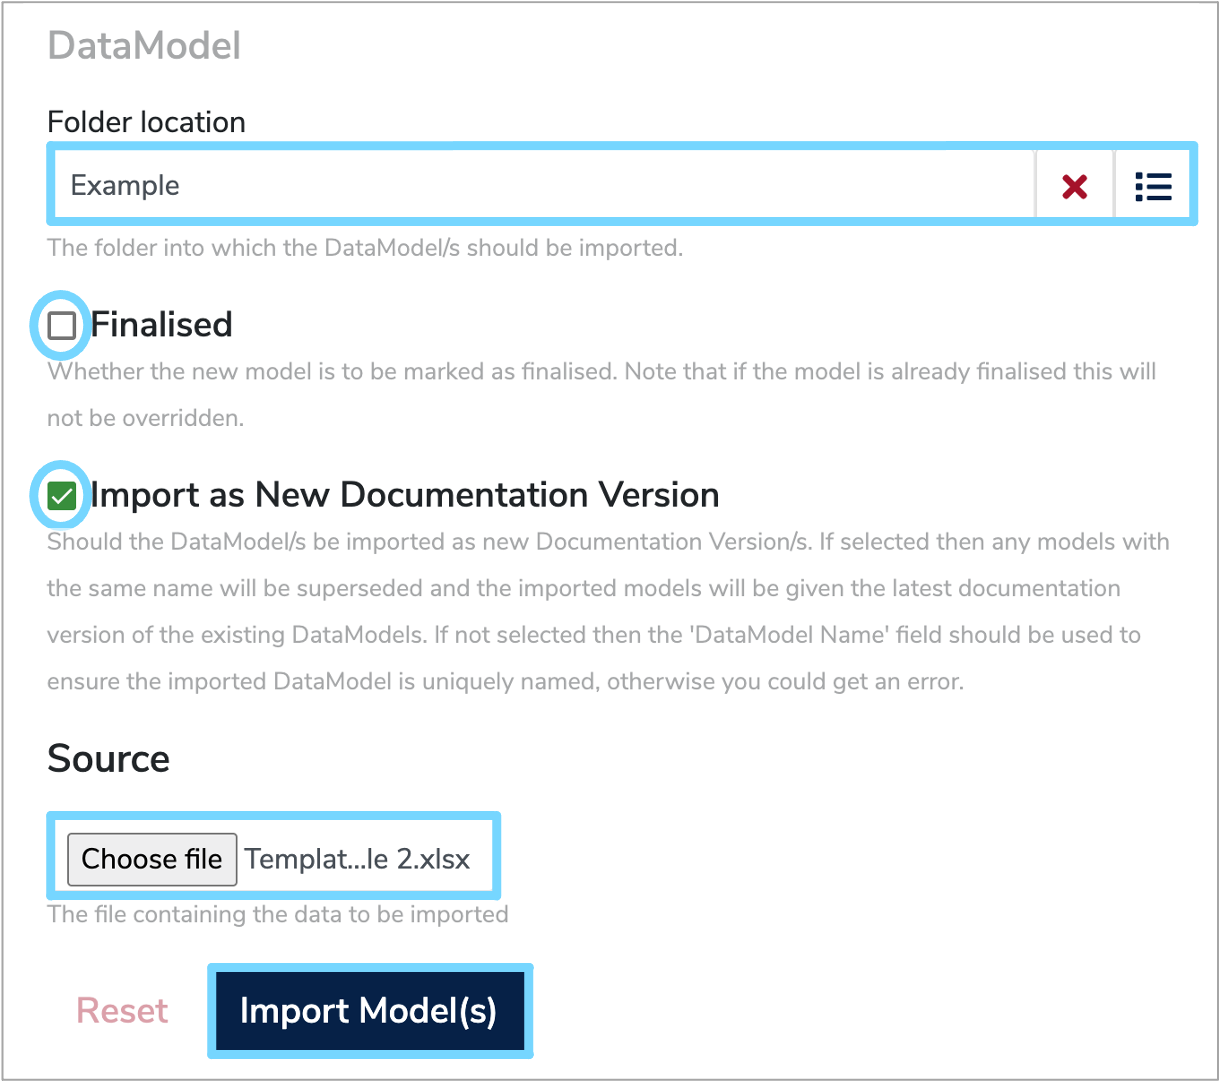 DataModel
Folder location
Example
The folder into which the DataModel/s should be imported.
Finalised
Whether the new model is to be marked as finalised. Note that if the model is already finalised this will
not be overridden.
Import as New Documentation Version
Should the DataModel/s be imported as new Documentation Version/s. If selected then any models with
the same name will be superseded and the imported models will be given the latest documentation
version of the existing DataModels. If not selected then the 'DataModel Name' field should be used to
ensure the imported DataModel is uniquely named, otherwise you could get an error.
Source
Choose file Templat...le 2.xlsx
The file containing the data to be imported
Reset Import Model(s)